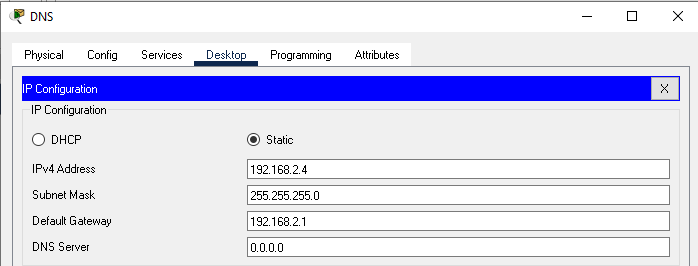 DNS
Physical Config Services Desktop Programming Attributes
IP Configuration X
IP Configuration
DHCP Static
IPv4 Address 192.168.2.4
Subnet Mask 255.255.255.0
Default Gateway 192.168.2.1
DNS Server 0.0.0.0